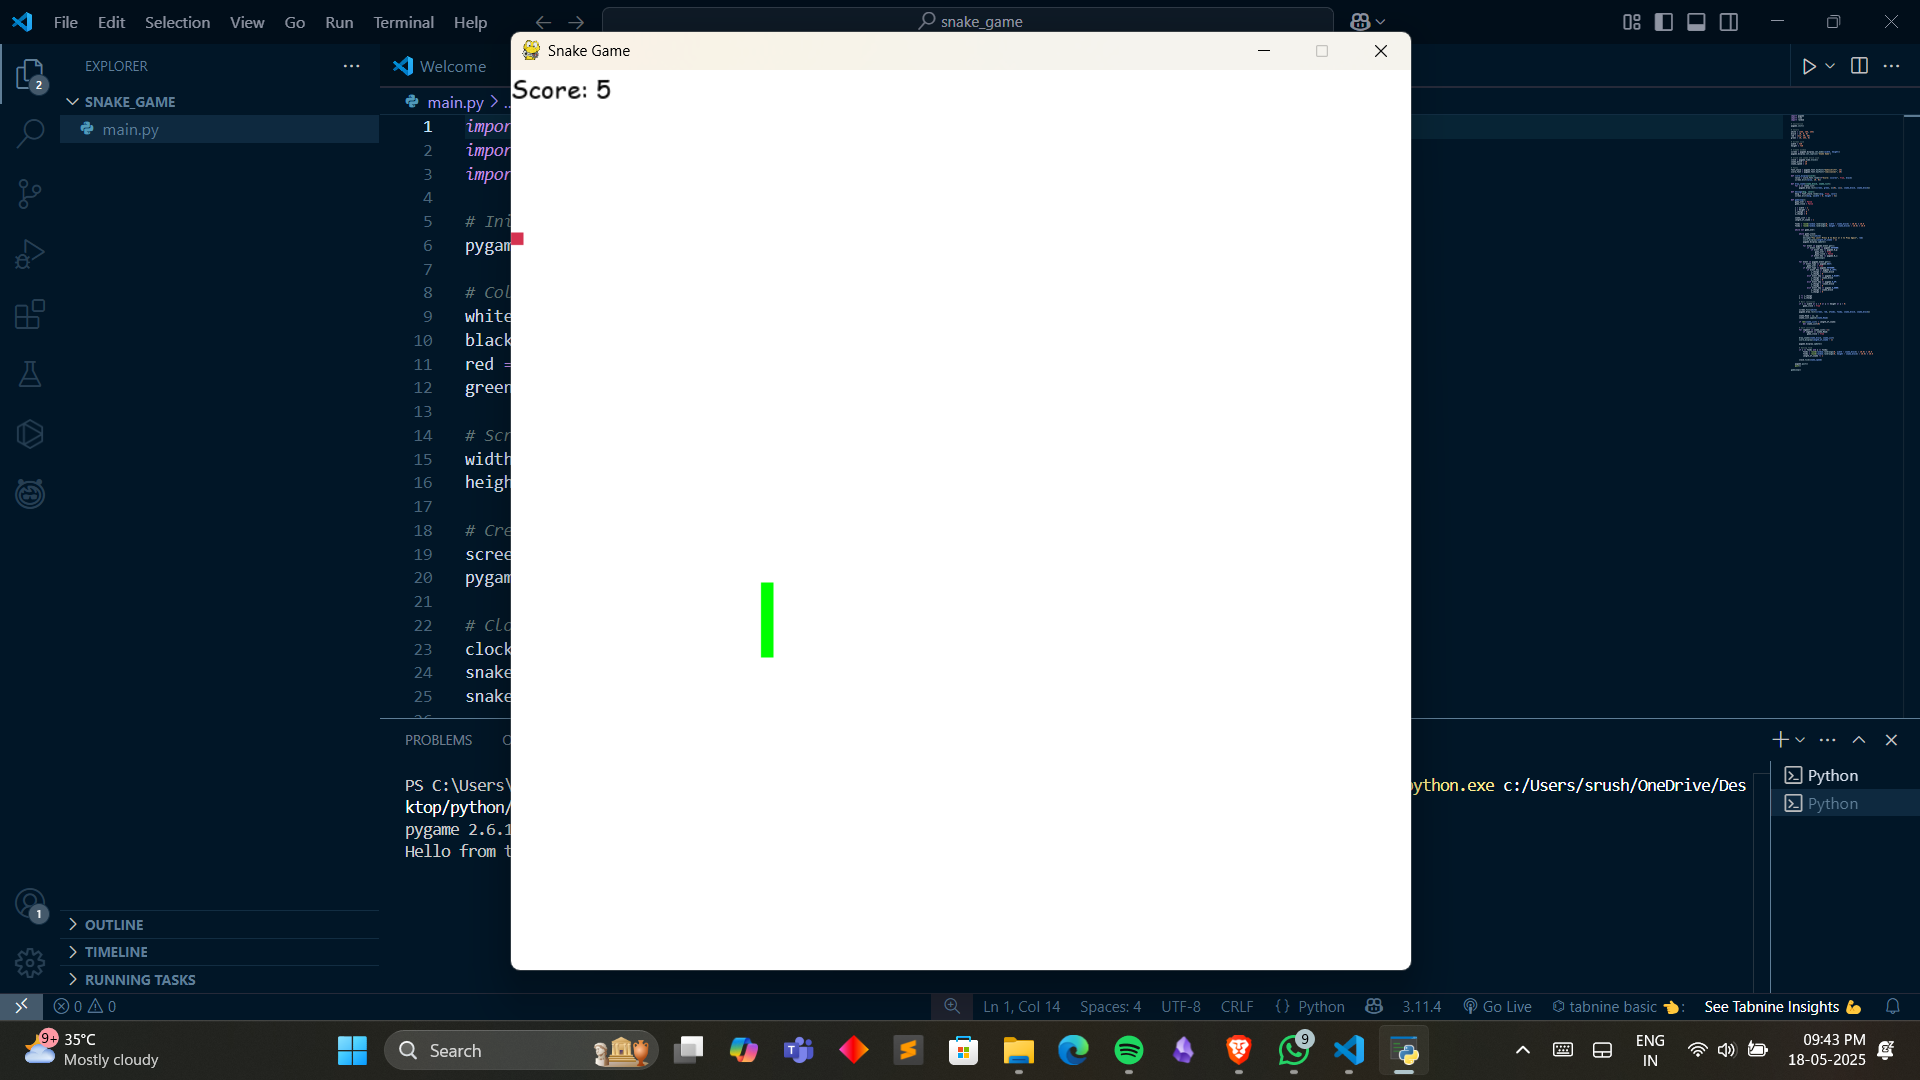 File Edit Selection View Go Run Terminal Help
snake_game
EXPLORER
2
SNAKE_GAME
main.py
Welcome
main.py > ..
1 impor
2 impor
3 impor
4
5 # Ini
6 pygam
7
8 # Col
9 white
10 black
11 red =
12 green
13
14 # Scr
15 width
16 heigh
17
18 # Cre
19 scree
20 pygam
21
22 # Clo
23 clock
24 snake
25 snake
Snake Game
Score: 5
PROBLEMS
PS C:\Users\
ython.exe c:/Users/srush/OneDrive/Des
ktop/python/
pygame 2.6.1
Hello from t
Python
Python
1
OUTLINE
TIMELINE
RUNNING TASKS
0 0
Ln 1, Col 14 Spaces: 4 UTF-8 CRLF {} Python 3.11.4 Go Live tabnine basic 👈: See Tabnine Insights 💪
9+
35°C
Mostly cloudy
Search
9
ENG
IN
09:43 PM
18-05-2025